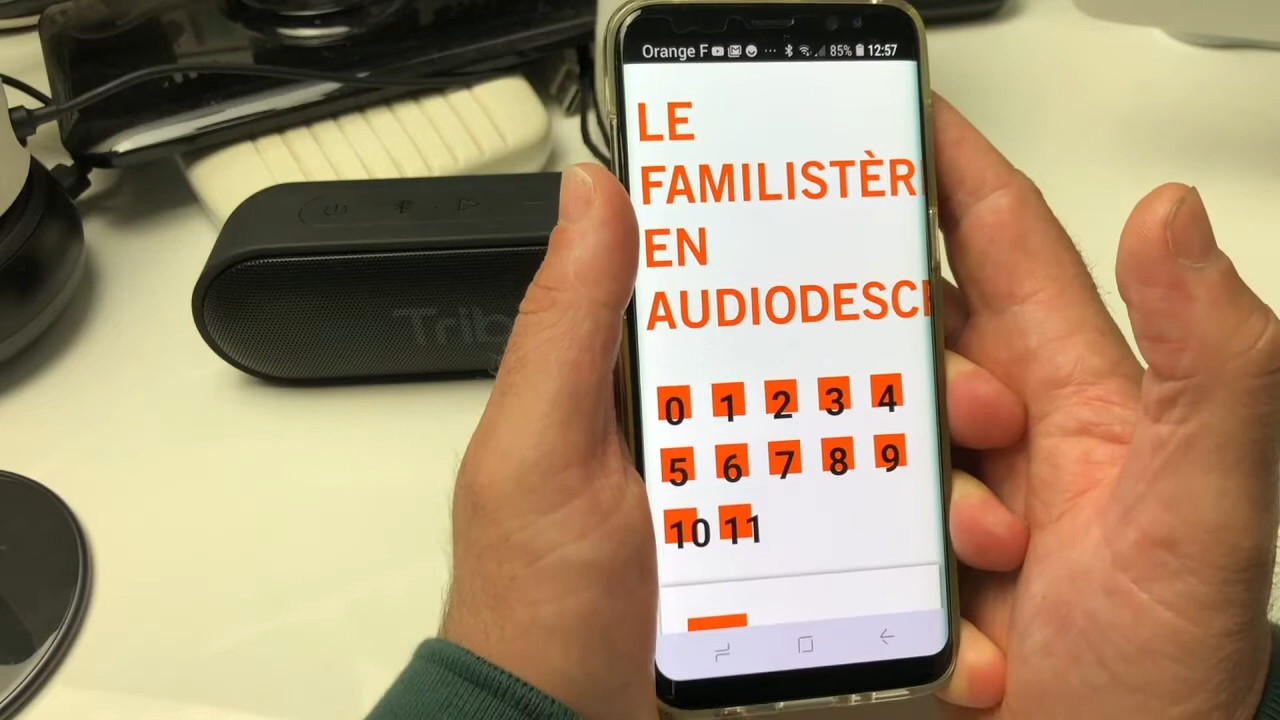 Orange F ... 85% 12:57
LE
FAMILISTÈR
EN
AUDIODESC
0 1 2 3 4
5 6 7 8 9
10 11
Trib